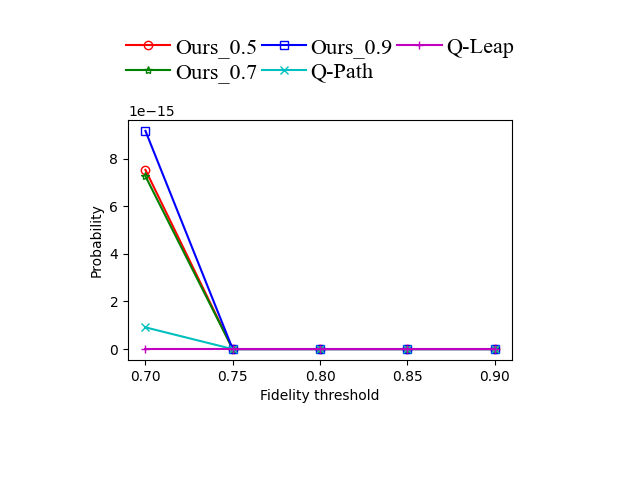 Ours_0.5 Ours_0.9 Q-Leap
Ours_0.7 Q-Path
1e−15
8
6
4
2
0
Probability
0.70 0.75 0.80 0.85 0.90
Fidelity threshold